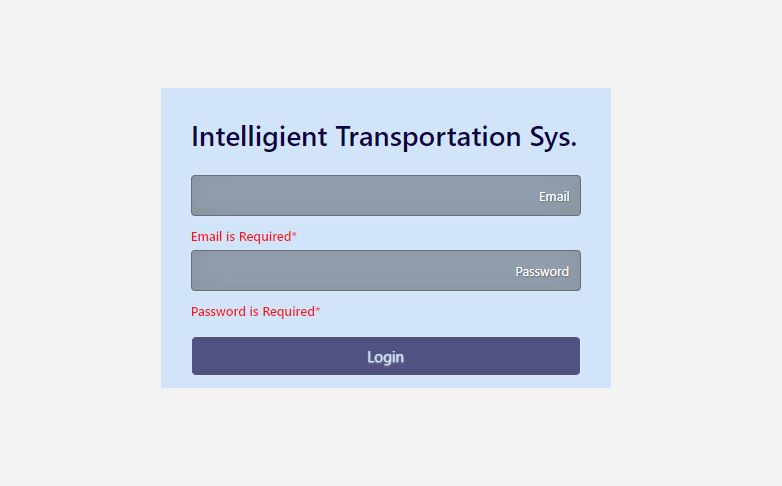 Intelligient Transportation Sys.
Email
Email is Required*
Password
Password is Required*
Login